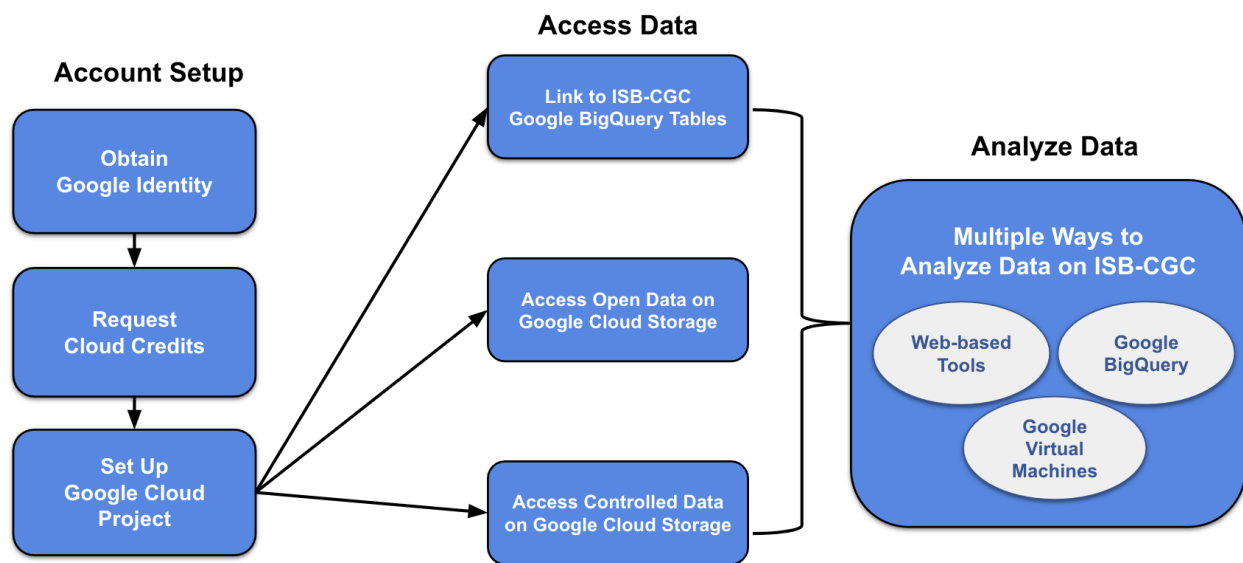 Account Setup
Obtain
Google Identity
Request
Cloud Credits
Set Up
Google Cloud
Project
Access Data
Link to ISB-CGC
Google BigQuery Tables
Access Open Data on
Google Cloud Storage
Access Controlled Data
on Google Cloud Storage
Analyze Data
Multiple Ways to
Analyze Data on ISB-CGC
Web-based
Tools
Google
BigQuery
Google
Virtual
Machines